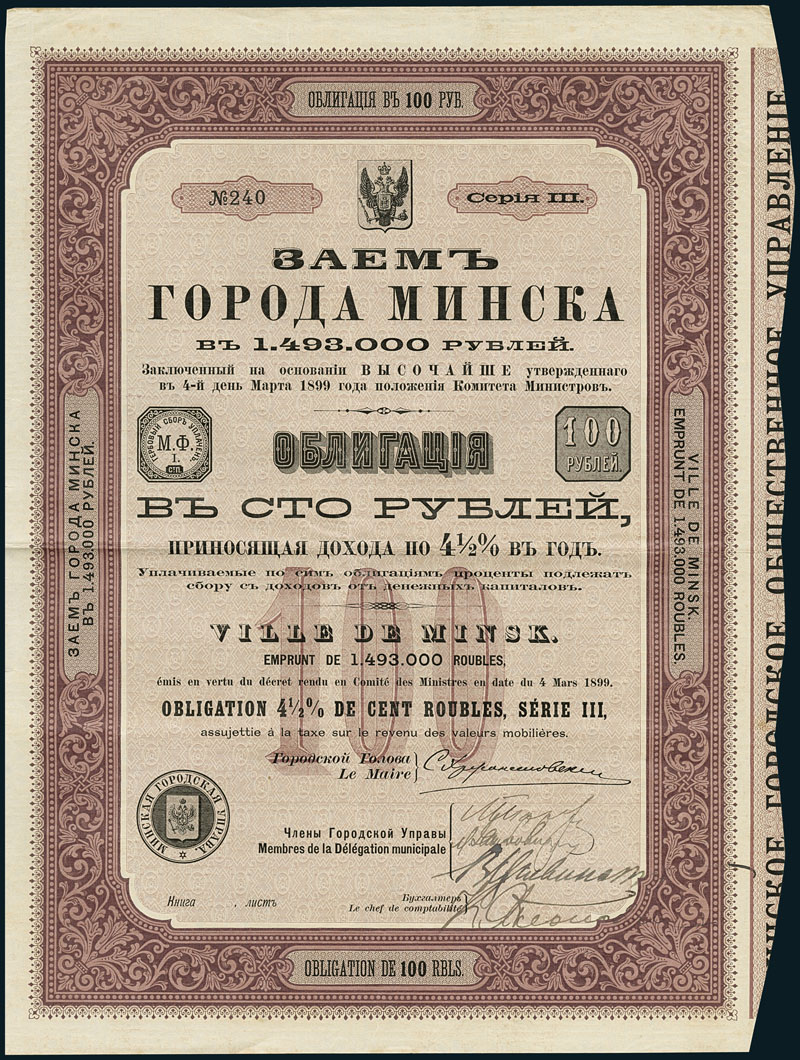 ОБЛИГАЦІЯ ВЪ 100 РУБ.
№240
Серія III.
ЗАЕМЪ
ГОРОДА МИНСКА
ВЪ 1.493.000 РУБЛЕЙ.
Заключенный на основаніи ВЫСОЧАЙШЕ утвержденнаго
въ 4-й день Марта 1899 года положенія Комитета Министровъ.
ГЕРБОВЫЙ СБОРЪ УПЛАЧЕНЪ.
М.Ф.
I.
СТП.
ОБЛИГАЦІЯ
100
РУБЛЕЙ.
ВЪ СТО РУБЛЕЙ,
ПРИНОСЯЩАЯ ДОХОДА ПО 4½% ВЪ ГОДЪ.
Уплачиваемые по симъ облигаціямъ проценты подлежатъ
сбору съ доходовъ отъ денежныхъ капиталовъ.
100
VILLE DE MINSK.
EMPRUNT DE 1.493.000 ROUBLES,
émis en vertu du décret rendu en Comité des Ministres en date du 4 Mars 1899.
OBLIGATION 4½% DE CENT ROUBLES, SÉRIE III,
assujettie à la taxe sur le revenu des valeurs mobilières.
Городской Голова
Le Maire
МИНСКАЯ ГОРОДСКАЯ УПРАВА.
Члены Городской Управы
Membres de la Délégation municipale
Книга , листъ
Бухгалтеръ
Le chef de comptabilité
OBLIGATION DE 100 RBLS.
ЗАЕМЪ ГОРОДА МИНСКА
ВЪ 1.493.000 РУБЛЕЙ.
VILLE DE MINSK.
EMPRUNT DE 1.493.000 ROUBLES.
НСКОЕ ГОРОДСКОЕ ОБЩЕСТВЕННОЕ УПРАВЛЕНІЕ